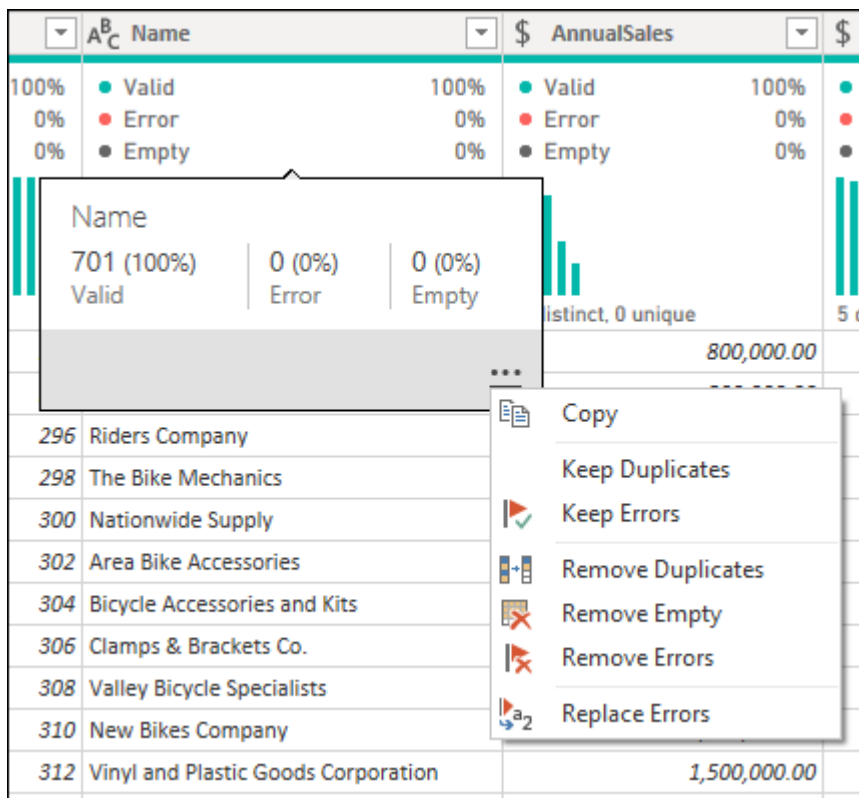 ABC Name $ AnnualSales $
100% Valid 100% Valid 100%
0% Error 0% Error 0%
0% Empty 0% Empty 0%
Name
701 (100%) 0 (0%) 0 (0%)
Valid Error Empty
istinct, 0 unique 5
800,000.00
...
Copy
296 Riders Company
Keep Duplicates
298 The Bike Mechanics
Keep Errors
300 Nationwide Supply
302 Area Bike Accessories
Remove Duplicates
304 Bicycle Accessories and Kits
Remove Empty
306 Clamps & Brackets Co.
Remove Errors
308 Valley Bicycle Specialists
Replace Errors
310 New Bikes Company
312 Vinyl and Plastic Goods Corporation 1,500,000.00